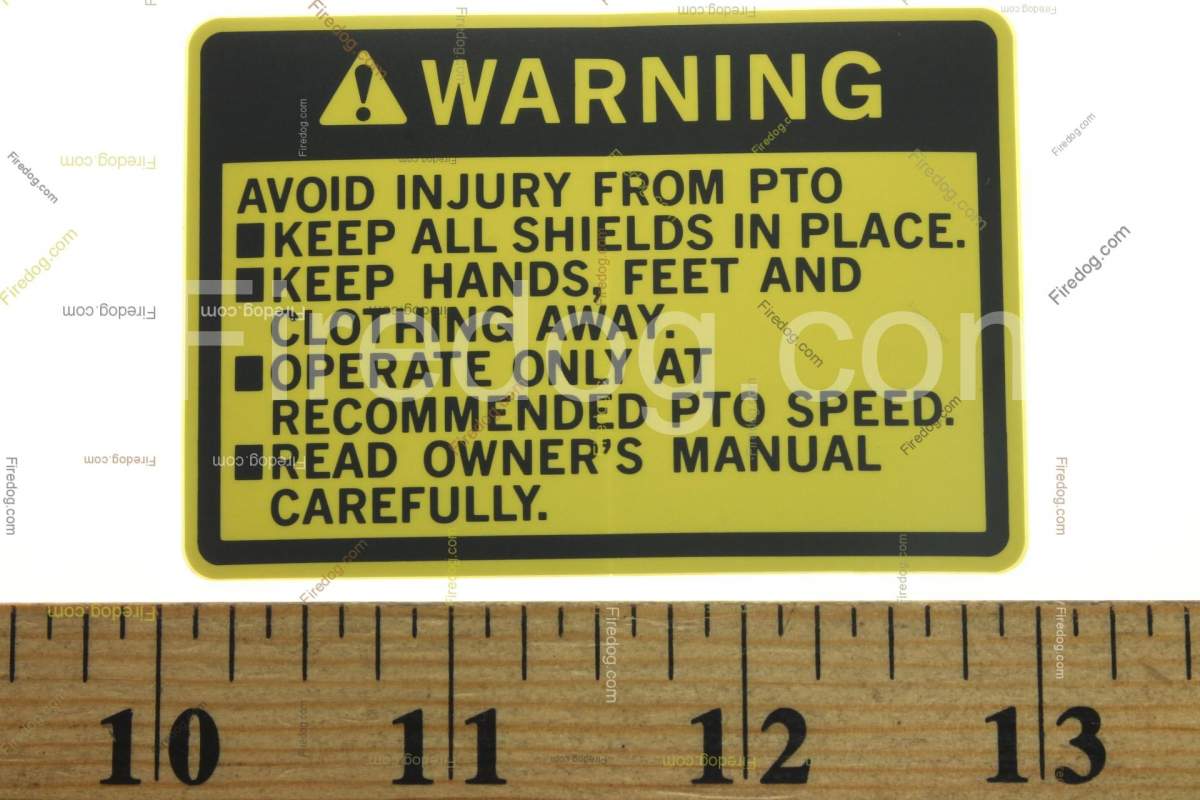 WARNING
AVOID INJURY FROM PTO
■ KEEP ALL SHIELDS IN PLACE.
■ KEEP HANDS, FEET AND
CLOTHING AWAY.
■ OPERATE ONLY AT
RECOMMENDED PTO SPEED.
■ READ OWNER'S MANUAL
CAREFULLY.
Firedog.com
10 11 12 13